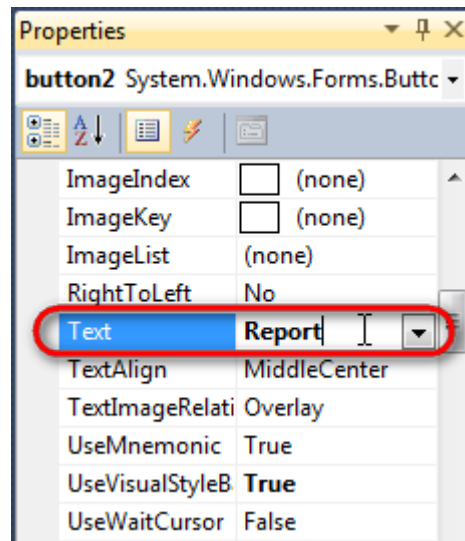 Properties
button2 System.Windows.Forms.Buttc
ImageIndex (none)
ImageKey (none)
ImageList (none)
RightToLeft No
Text Report
TextAlign MiddleCenter
TextImageRelati Overlay
UseMnemonic True
UseVisualStyleB True
UseWaitCursor False